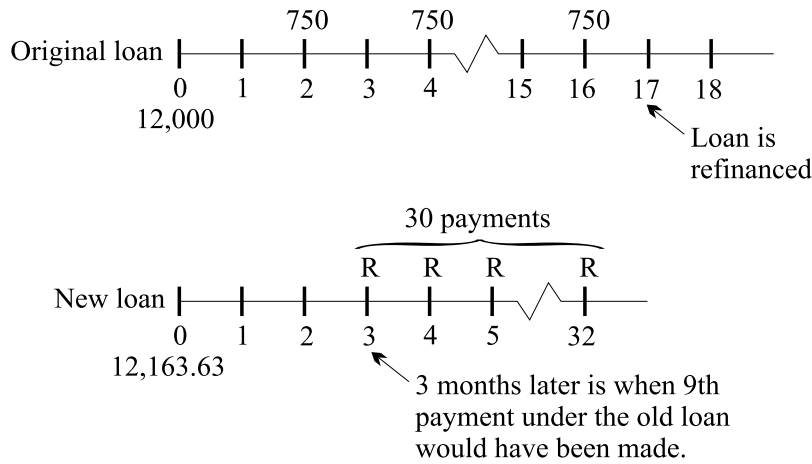 750 750 750
Original loan
0 1 2 3 4 15 16 17 18
12,000
Loan is
refinanced
30 payments
R R R R
New loan
0 1 2 3 4 5 32
12,163.63
3 months later is when 9th
payment under the old loan
would have been made.